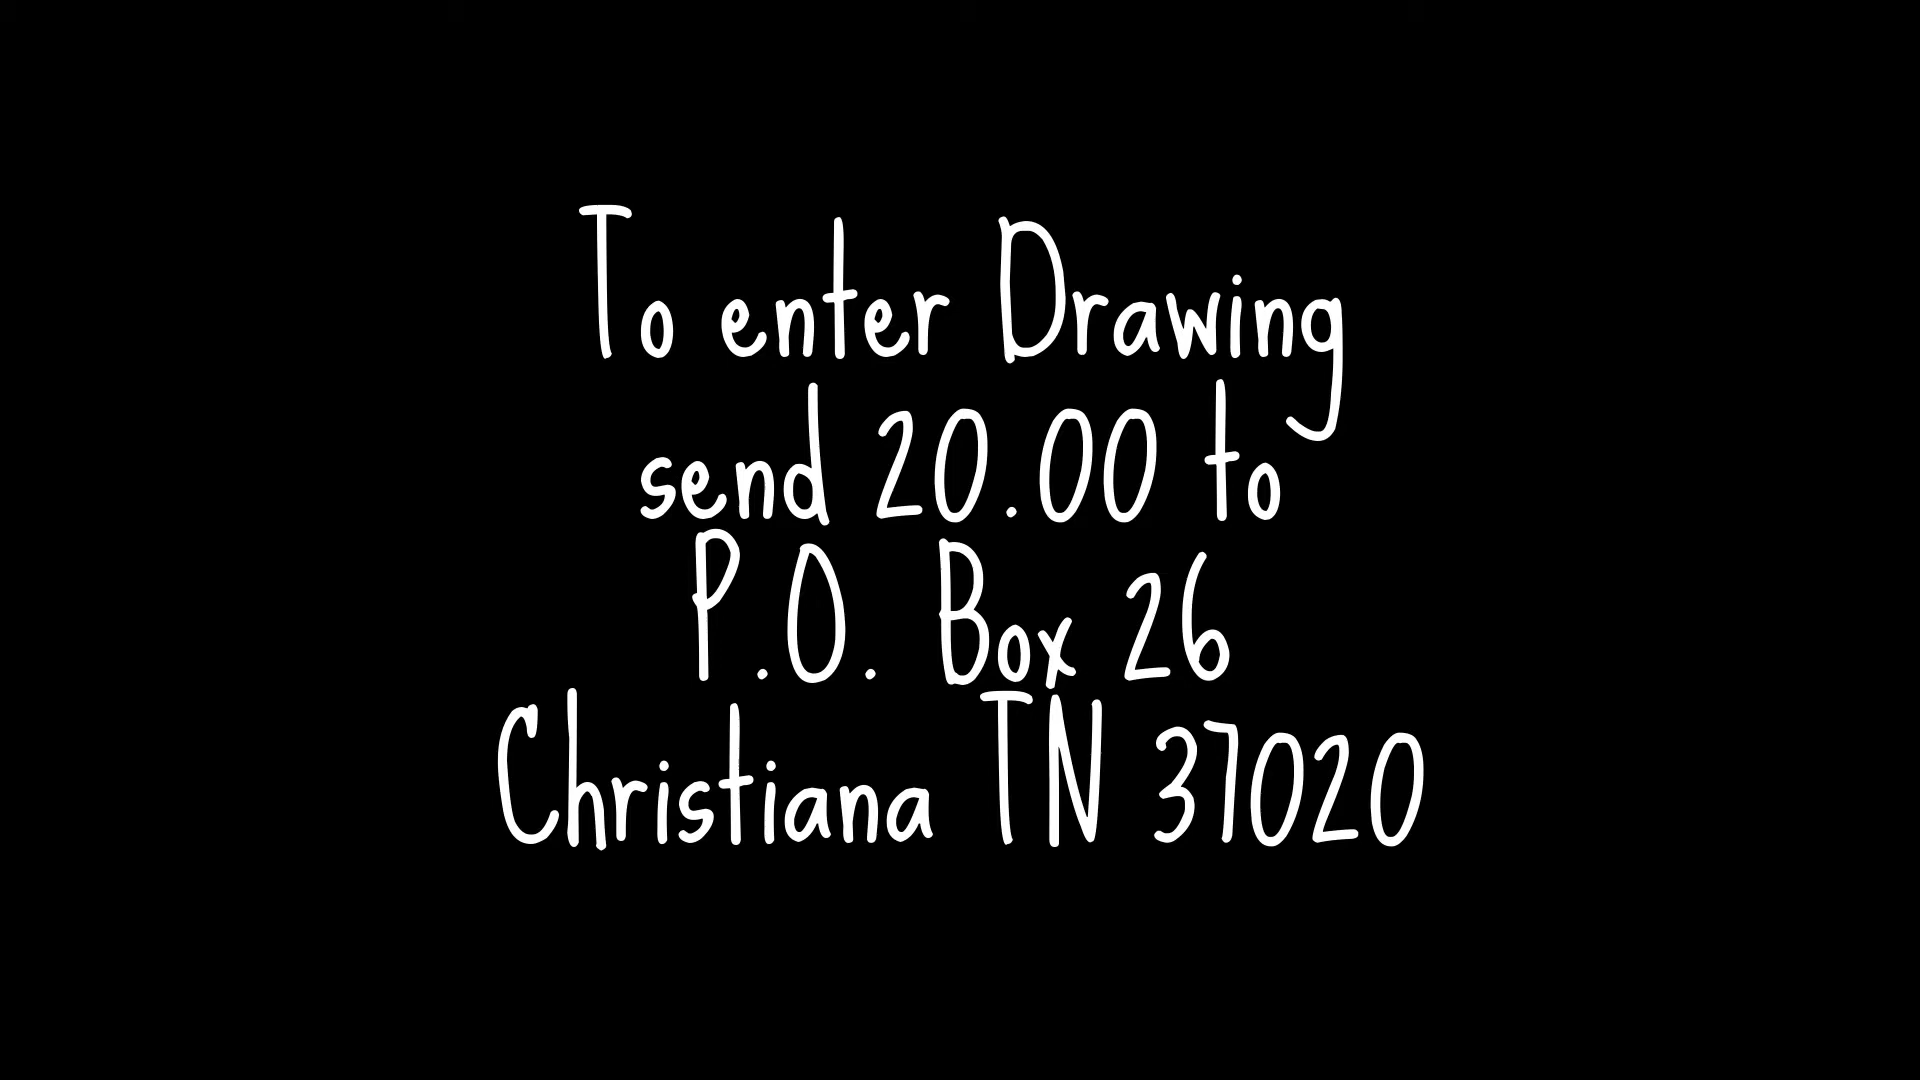 To enter Drawing
send 20.00 to
P.O. Box 26
Christiana TN 37020